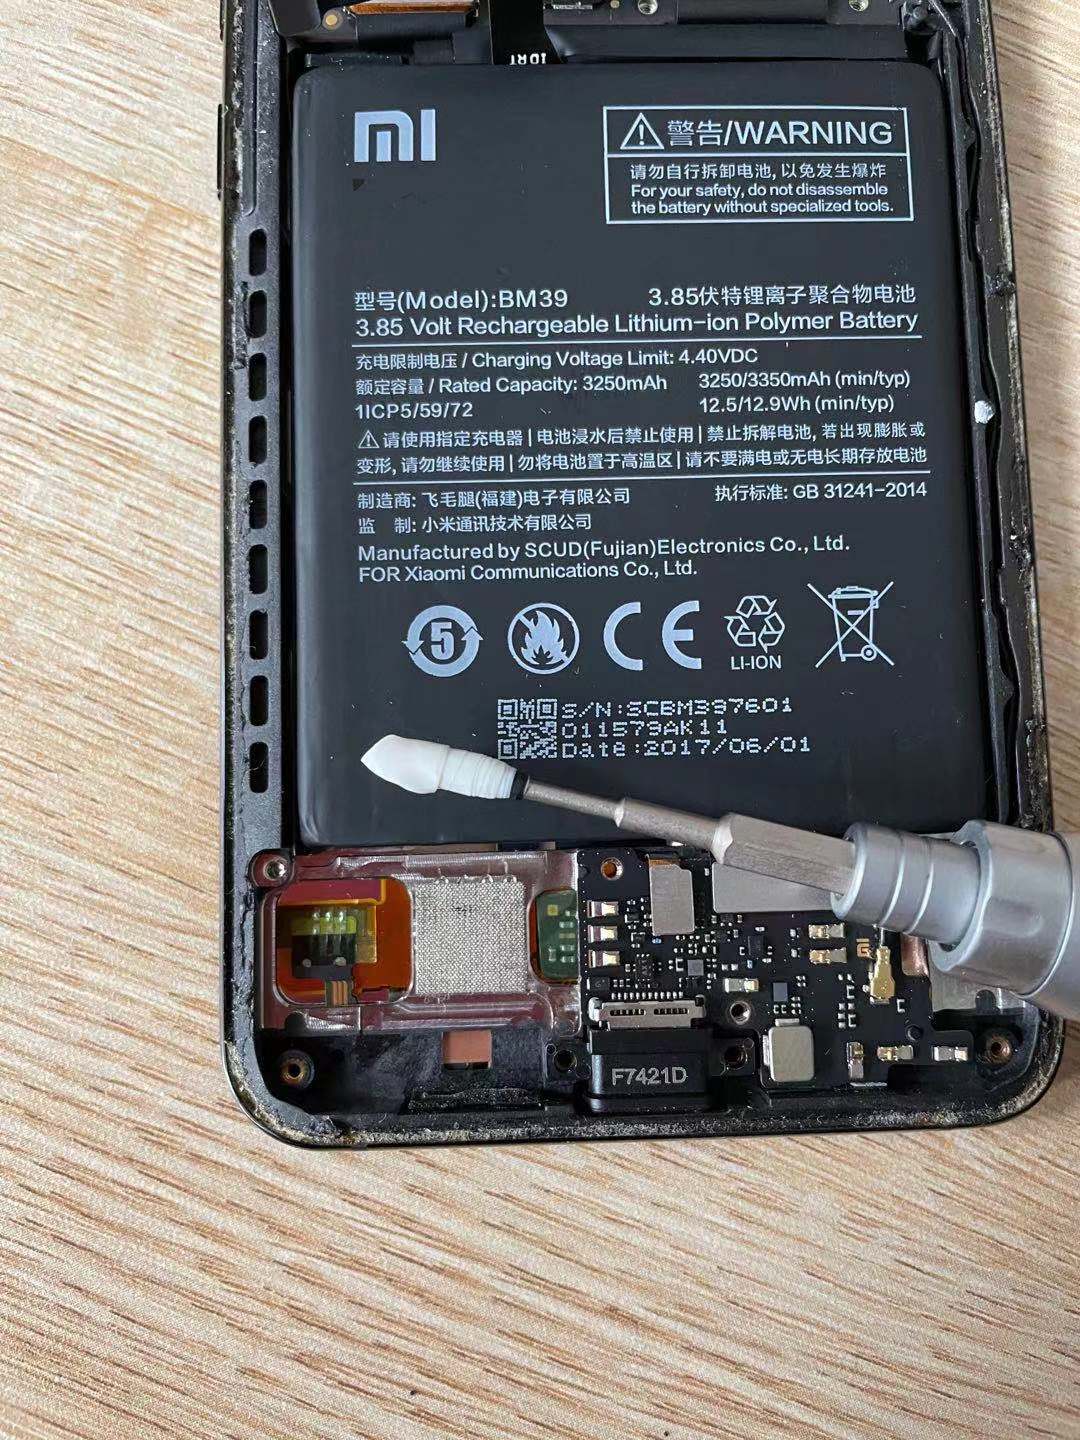 MI
警告/WARNING
请勿自行拆卸电池, 以免发生爆炸
For your safety, do not disassemble
the battery without specialized tools.
型号(Model):BM39 3.85伏特锂离子聚合物电池
3.85 Volt Rechargeable Lithium-ion Polymer Battery
充电限制电压 / Charging Voltage Limit: 4.40VDC
额定容量 / Rated Capacity: 3250mAh 3250/3350mAh (min/typ)
1ICP5/59/72 12.5/12.9Wh (min/typ)
请使用指定充电器 | 电池浸水后禁止使用 | 禁止拆解电池, 若出现膨胀或
变形, 请勿继续使用 | 勿将电池置于高温区 | 请不要满电或无电长期存放电池
制造商: 飞毛腿(福建)电子有限公司 执行标准: GB 31241-2014
监 制: 小米通讯技术有限公司
Manufactured by SCUD(Fujian)Electronics Co., Ltd.
FOR Xiaomi Communications Co., Ltd.
5
CE
LI-ION
S/N:SCBM397601
011579AK11
Date:2017/06/01
F7421D